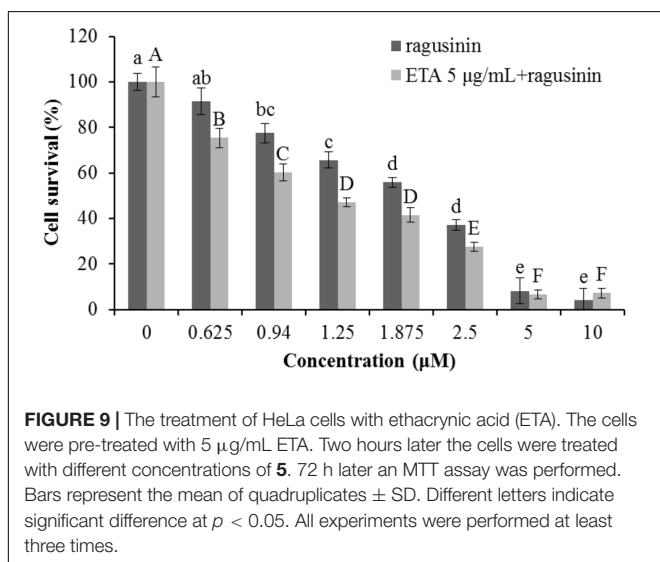 ragusinin
ETA 5 µg/mL+ragusinin
Cell survival (%)
120
100
80
60
40
20
0
a A
ab B
bc C
c D
d D
d E
e F
e F
0 0.625 0.94 1.25 1.875 2.5 5 10
Concentration (µM)
FIGURE 9 | The treatment of HeLa cells with ethacrynic acid (ETA). The cells
were pre-treated with 5 µg/mL ETA. Two hours later the cells were treated
with different concentrations of 5. 72 h later an MTT assay was performed.
Bars represent the mean of quadruplicates ± SD. Different letters indicate
significant difference at p < 0.05. All experiments were performed at least
three times.